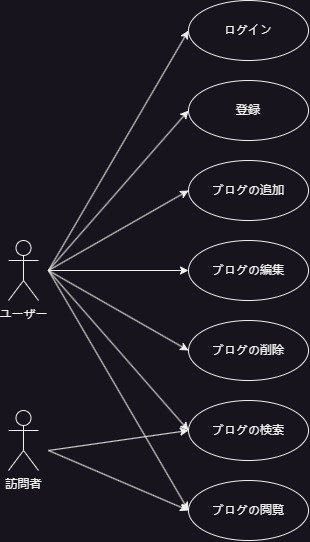 ログイン
登録
ブログの追加
ブログの編集
ユーザー
ブログの削除
ブログの検索
訪問者
ブログの閲覧